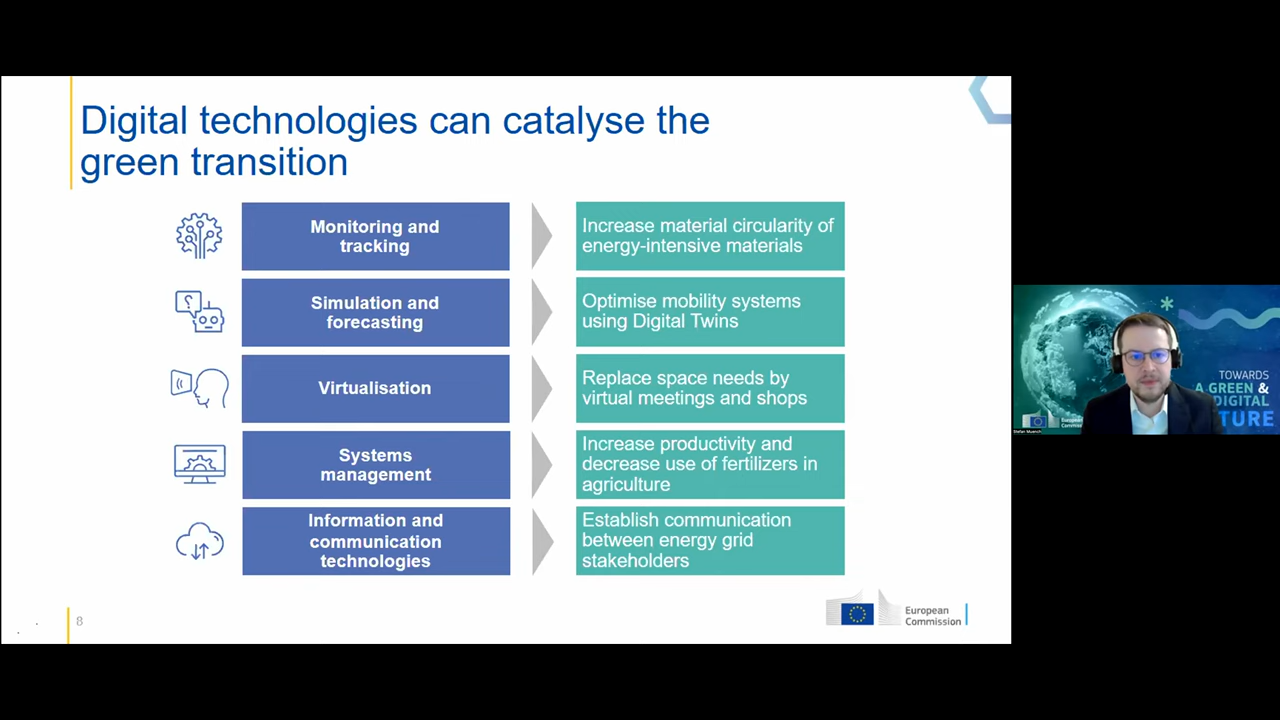 Digital technologies can catalyse the
green transition
Monitoring and
tracking
Increase material circularity of
energy-intensive materials
Simulation and
forecasting
Optimise mobility systems
using Digital Twins
Virtualisation
Replace space needs by
virtual meetings and shops
Systems
management
Increase productivity and
decrease use of fertilizers in
agriculture
Information and
communication
technologies
Establish communication
between energy grid
stakeholders
8
European
Commission
TOWARDS
A GREEN &
DIGITAL
TURE
Stefan Muench